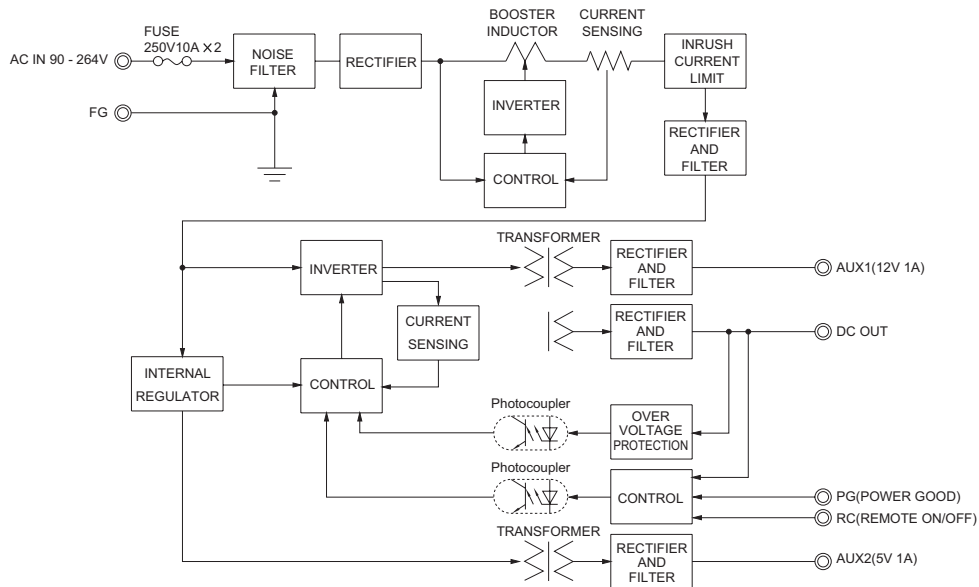 BOOSTER
INDUCTOR
CURRENT
SENSING
FUSE
250V10A×2
AC IN 90 - 264V
NOISE
FILTER
RECTIFIER
INRUSH
CURRENT
LIMIT
INVERTER
FG
RECTIFIER
AND
FILTER
CONTROL
TRANSFORMER
INVERTER
RECTIFIER
AND
FILTER
AUX1(12V 1A)
CURRENT
SENSING
RECTIFIER
AND
FILTER
DC OUT
INTERNAL
REGULATOR
CONTROL
Photocoupler
OVER
VOLTAGE
PROTECTION
Photocoupler
CONTROL
PG(POWER GOOD)
RC(REMOTE ON/OFF)
TRANSFORMER
RECTIFIER
AND
FILTER
AUX2(5V 1A)